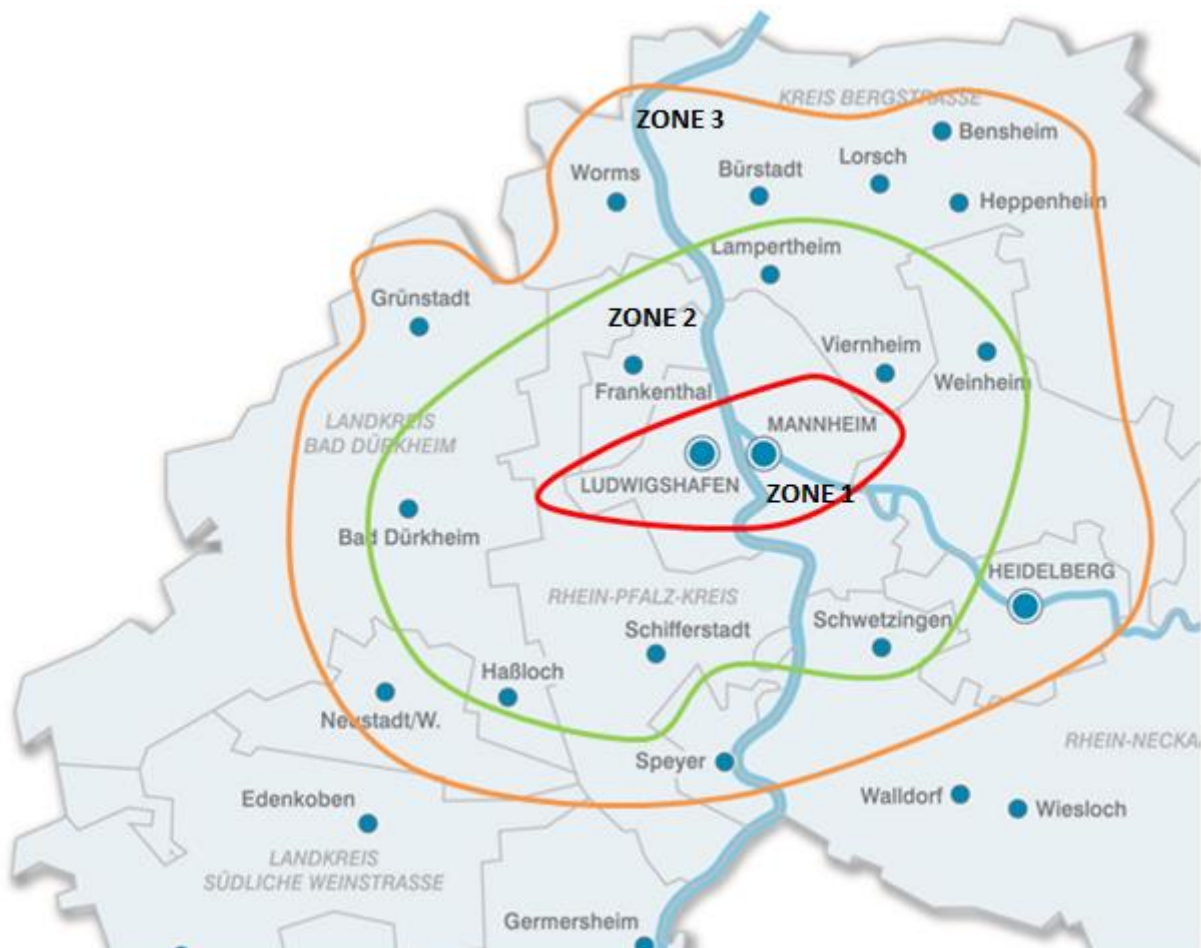 KREIS BERGSTRASSE
ZONE 3
Bensheim
Lorsch
Bürstadt
Worms
Heppenheim
Lampertheim
Grünstadt
ZONE 2
Viernheim
Weinheim
Frankenthal
LANDKREIS
BAD DÜRKHEIM
MANNHEIM
LUDWIGSHAFEN
ZONE 1
Bad Dürkheim
HEIDELBERG
RHEIN-PFALZ-KREIS
Schwetzingen
Schifferstadt
Haßloch
Neustadt/W.
RHEIN-NECKA
Speyer
Walldorf
Edenkoben
Wiesloch
LANDKREIS
SÜDLICHE WEINSTRASSE
Germersheim